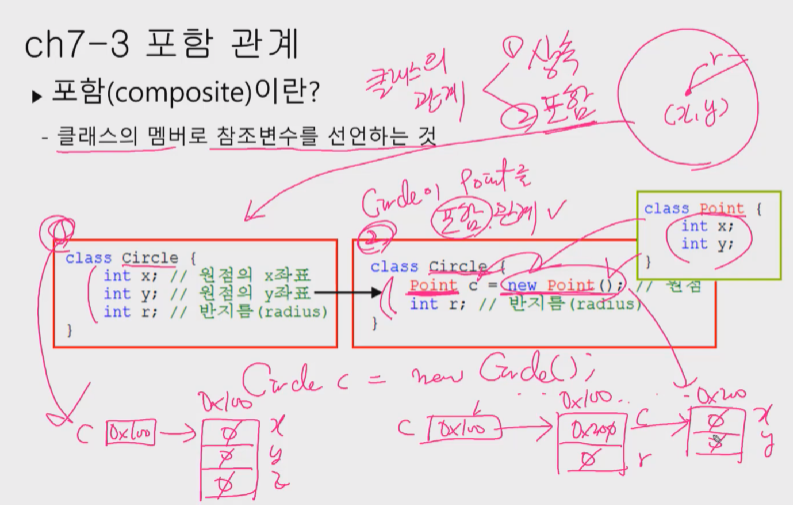 ch7-3 포함 관계
▶ 포함(composite)이란?
- 클래스의 멤버로 참조변수를 선언하는 것
클래스의
관계
① 상속
② 포함
r
(x,y)
Circle이 Point를
포함 관계 ✓
①
class Circle {
int x; // 원점의 x좌표
int y; // 원점의 y좌표
int r; // 반지름(radius)
}
②
class Circle {
Point c = new Point(); // 원점
int r; // 반지름(radius)
}
class Point {
int x;
int y;
}
Circle c = new Circle();
0x100
C 0x100
0 x
0 y
0 z
0x100
C 0x100
0x200 c
0 r
0x200
0 x
0 y